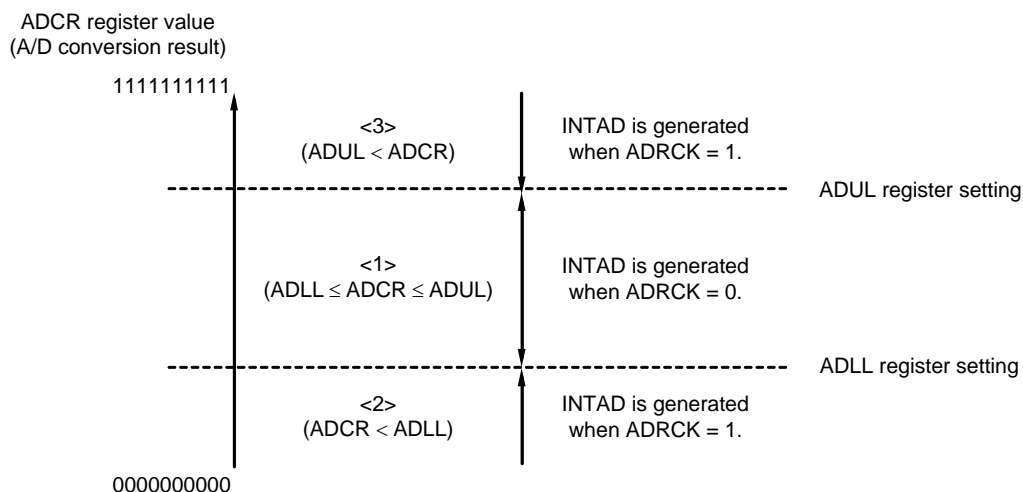 ADCR register value
(A/D conversion result)
1111111111
<3>
(ADUL < ADCR)
INTAD is generated
when ADRCK = 1.
ADUL register setting
<1>
(ADLL ≤ ADCR ≤ ADUL)
INTAD is generated
when ADRCK = 0.
ADLL register setting
<2>
(ADCR < ADLL)
INTAD is generated
when ADRCK = 1.
0000000000